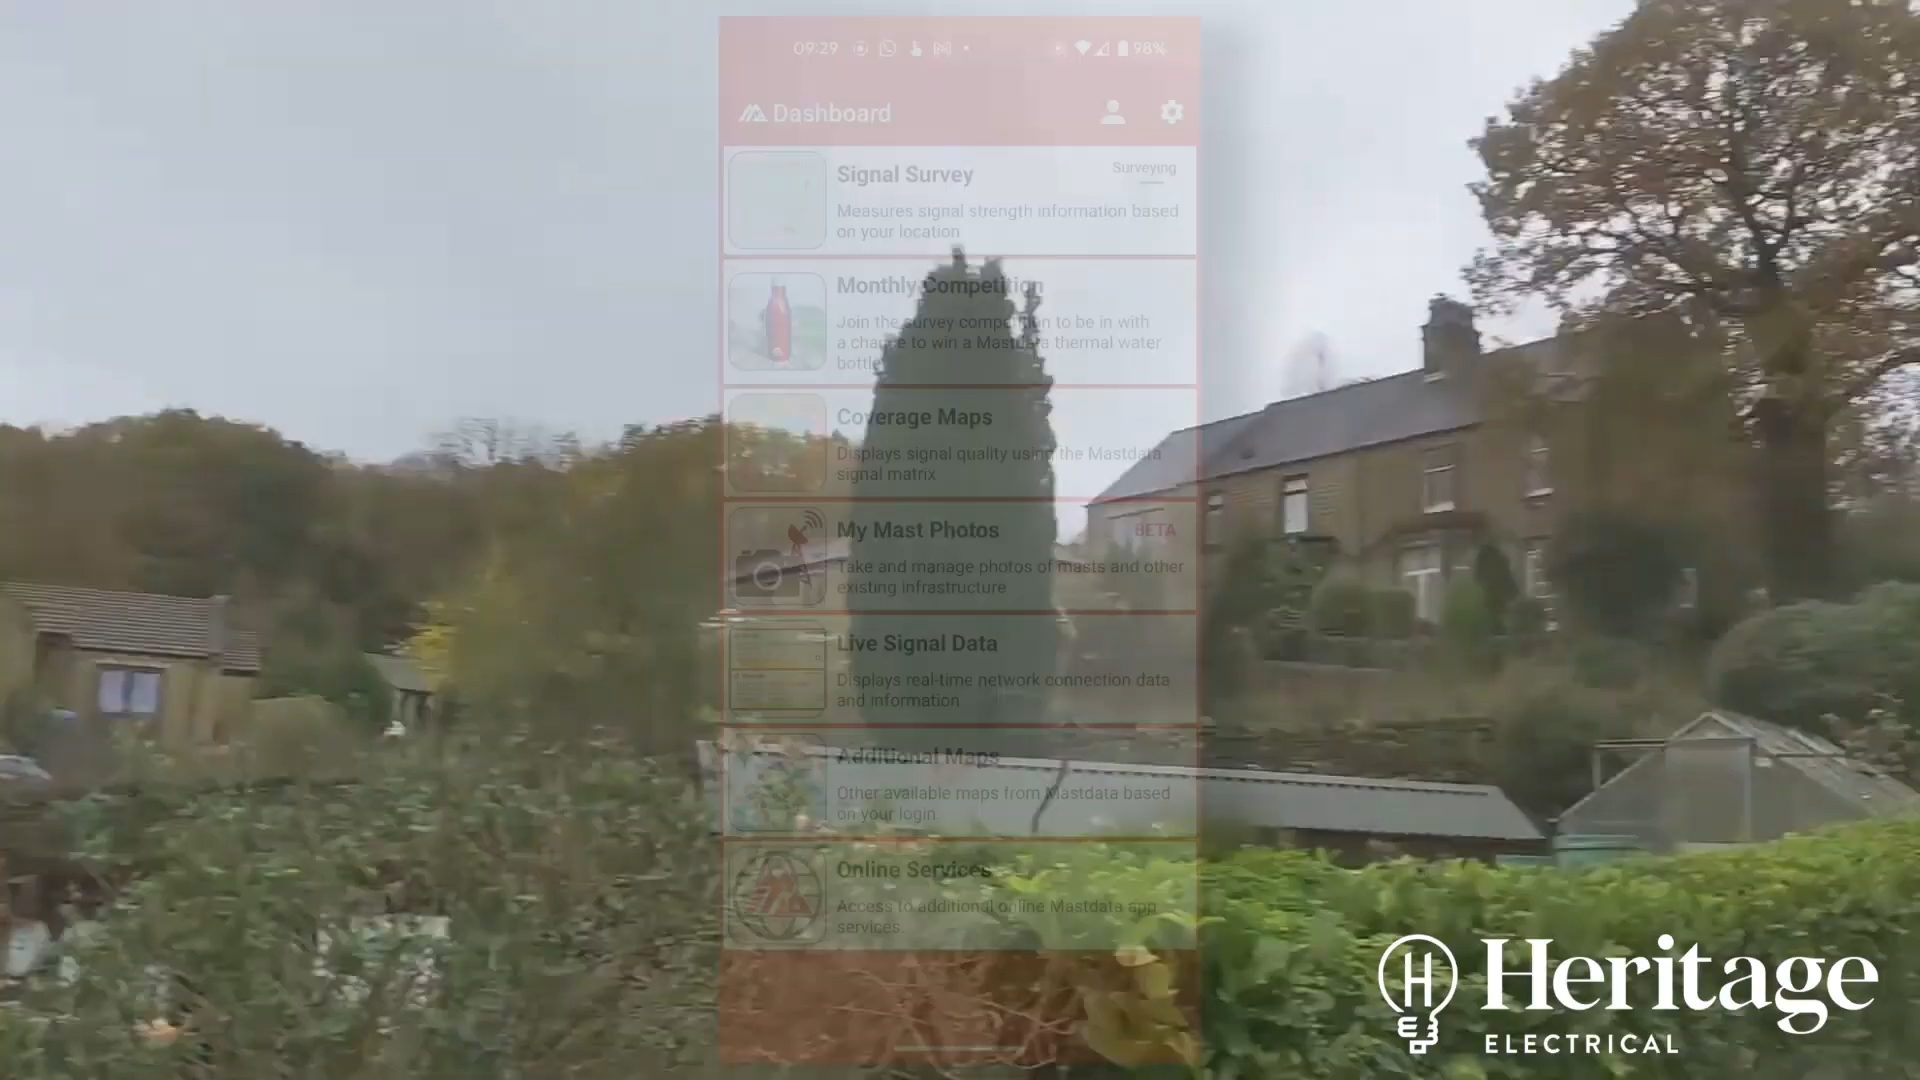 09:29
98%
Dashboard
Signal Survey
Surveying
Measures signal strength information based
on your location
Monthly Competition
Join the survey competition to be in with
a chance to win a Mastdata thermal water
bottle
Coverage Maps
Displays signal quality using the Mastdata
signal matrix
My Mast Photos
BETA
Take and manage photos of masts and other
existing infrastructure
Live Signal Data
Displays real-time network connection data
and information
Additional Maps
Other available maps from Mastdata based
on your login.
Online Services
Access to additional online Mastdata app
services.
H
Heritage
ELECTRICAL